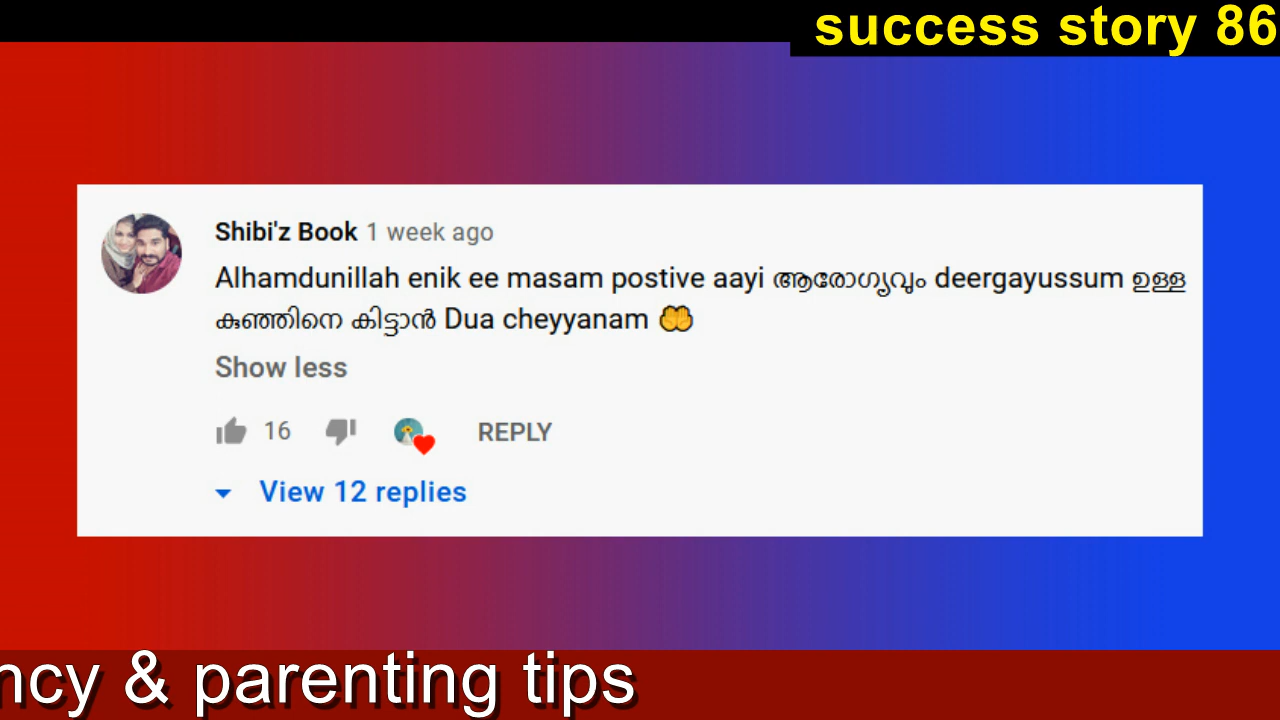 success story 86
Shibi'z Book 1 week ago
Alhamdunillah enik ee masam postive aayi ആരോഗ്യവും deergayussum ഉള്ള
കുഞ്ഞിനെ കിട്ടാൻ Dua cheyyanam 🤲
Show less
16 REPLY
View 12 replies
ncy & parenting tips